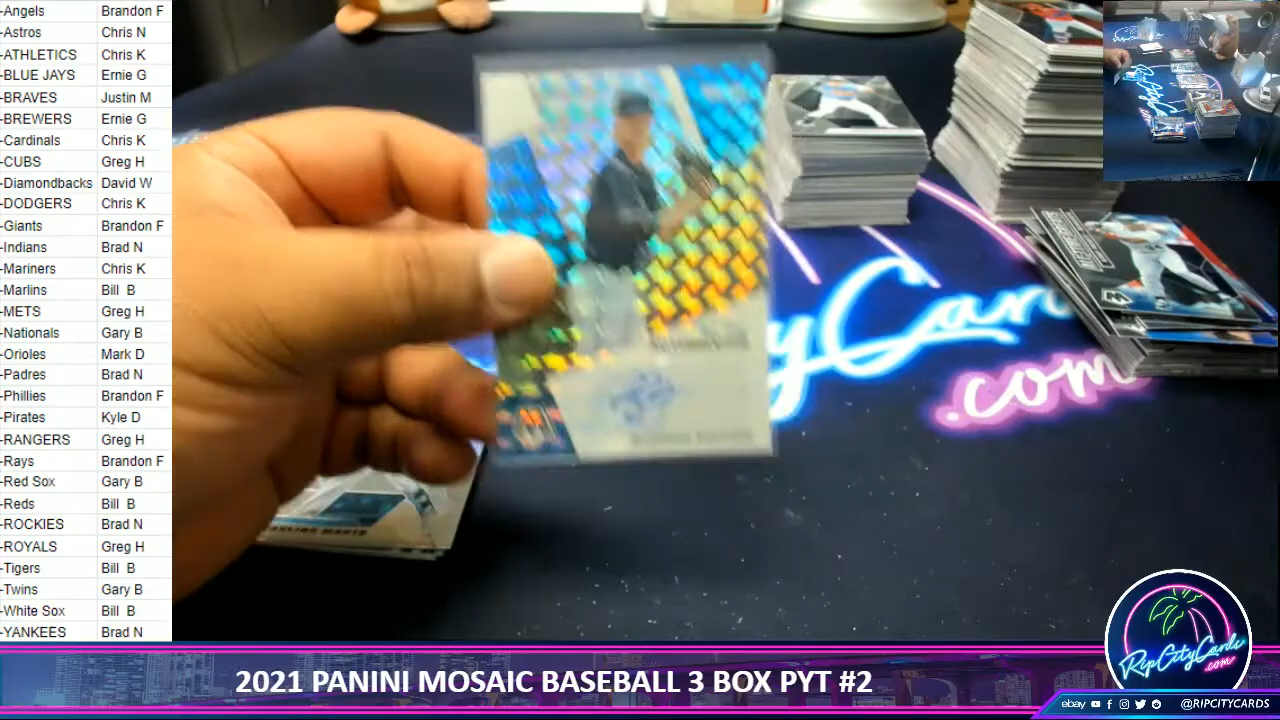 -Angels Brandon F
-Astros Chris N
-ATHLETICS Chris K
-BLUE JAYS Ernie G
-BRAVES Justin M
-BREWERS Ernie G
-Cardinals Chris K
-CUBS Greg H
-Diamondbacks David W
-DODGERS Chris K
-Giants Brandon F
-Indians Brad N
-Mariners Chris K
-Marlins Bill B
-METS Greg H
-Nationals Gary B
-Orioles Mark D
-Padres Brad N
-Phillies Brandon F
-Pirates Kyle D
-RANGERS Greg H
-Rays Brandon F
-Red Sox Gary B
-Reds Bill B
-ROCKIES Brad N
-ROYALS Greg H
-Tigers Bill B
-Twins Gary B
-White Sox Bill B
-YANKEES Brad N
yCard
.com
RipCityCards
.com
2021 PANINI MOSAIC BASEBALL 3 BOX PYT #2
ebay @RIPCITYCARDS